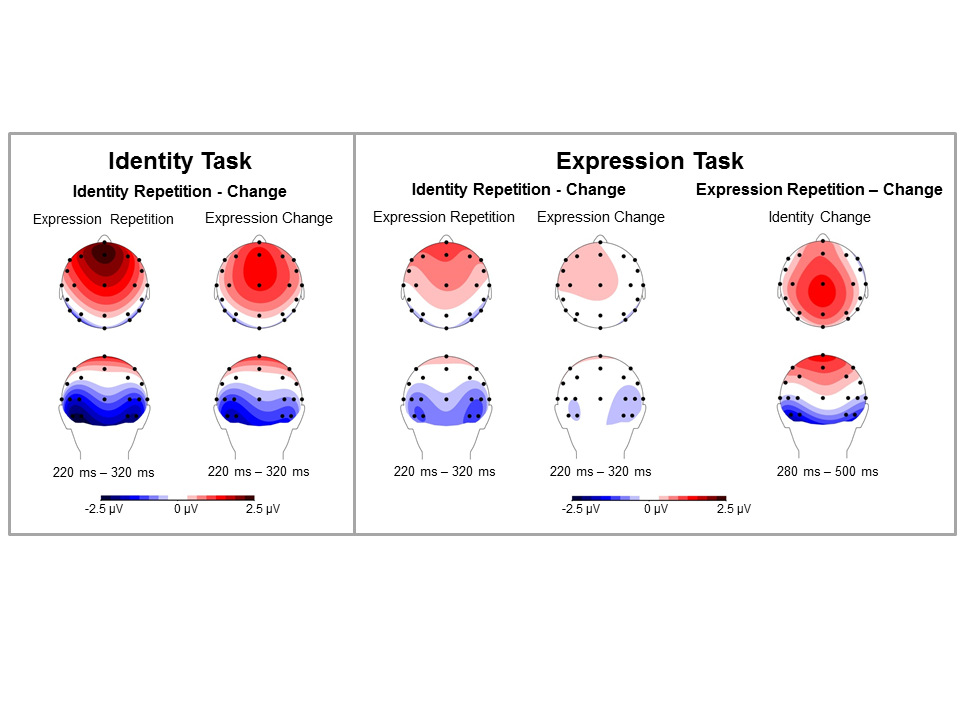 Identity Task
Identity Repetition - Change
Expression Repetition
Expression Change
220 ms – 320 ms
220 ms – 320 ms
-2.5 µV
0 µV
2.5 µV
Expression Task
Identity Repetition - Change
Expression Repetition – Change
Expression Repetition
Expression Change
Identity Change
220 ms – 320 ms
220 ms – 320 ms
280 ms – 500 ms
-2.5 µV
0 µV
2.5 µV